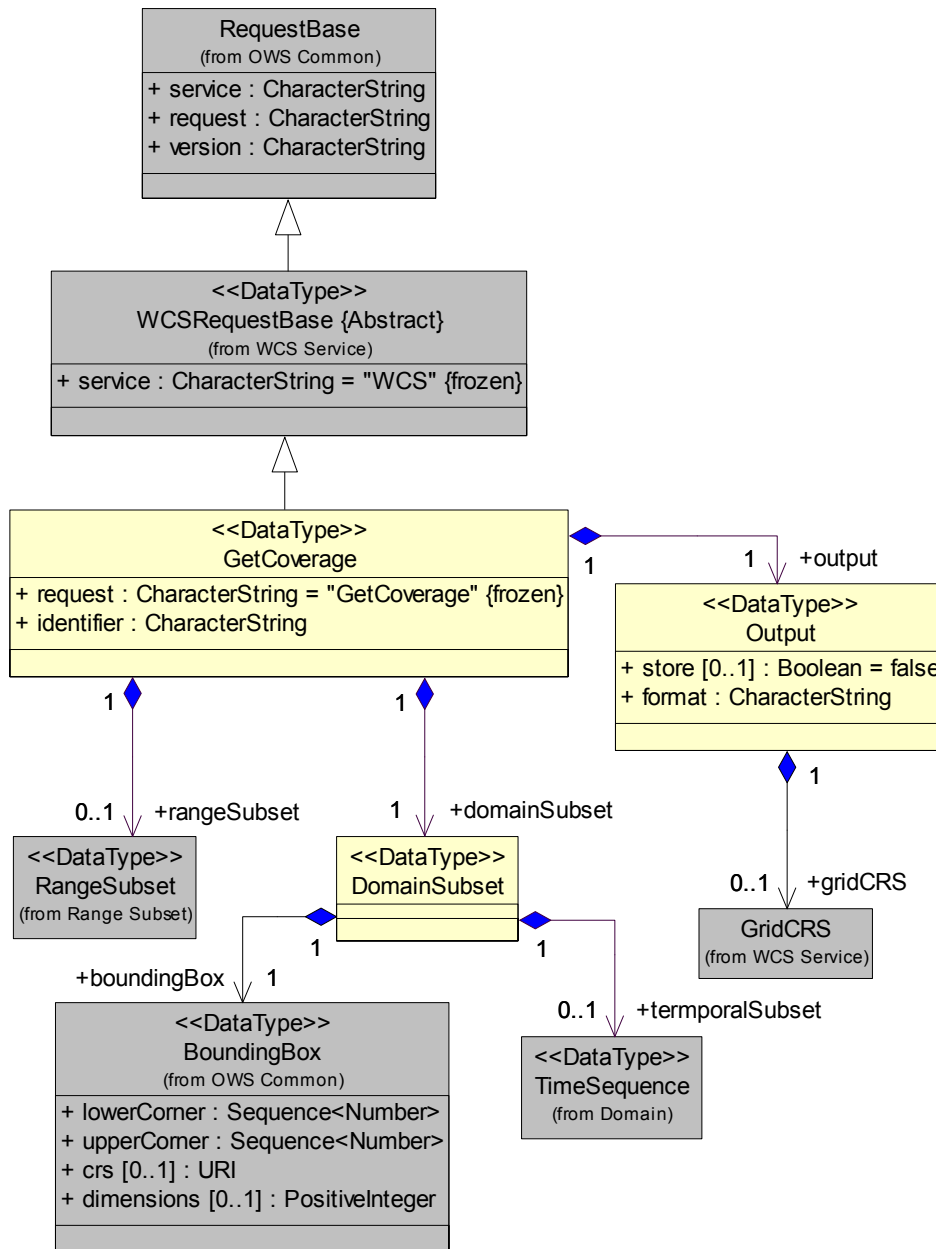 RequestBase
(from OWS Common)
+ service : CharacterString
+ request : CharacterString
+ version : CharacterString
<<DataType>>
WCSRequestBase {Abstract}
(from WCS Service)
+ service : CharacterString = "WCS" {frozen}
<<DataType>>
GetCoverage
+ request : CharacterString = "GetCoverage" {frozen}
+ identifier : CharacterString
1
1
+output
<<DataType>>
Output
+ store [0..1] : Boolean = false
+ format : CharacterString
1
1
1
0..1
+rangeSubset
1
+domainSubset
<<DataType>>
RangeSubset
(from Range Subset)
<<DataType>>
DomainSubset
0..1
+gridCRS
GridCRS
(from WCS Service)
1
1
+boundingBox
1
0..1
+termporalSubset
<<DataType>>
BoundingBox
(from OWS Common)
+ lowerCorner : Sequence<Number>
+ upperCorner : Sequence<Number>
+ crs [0..1] : URI
+ dimensions [0..1] : PositiveInteger
<<DataType>>
TimeSequence
(from Domain)